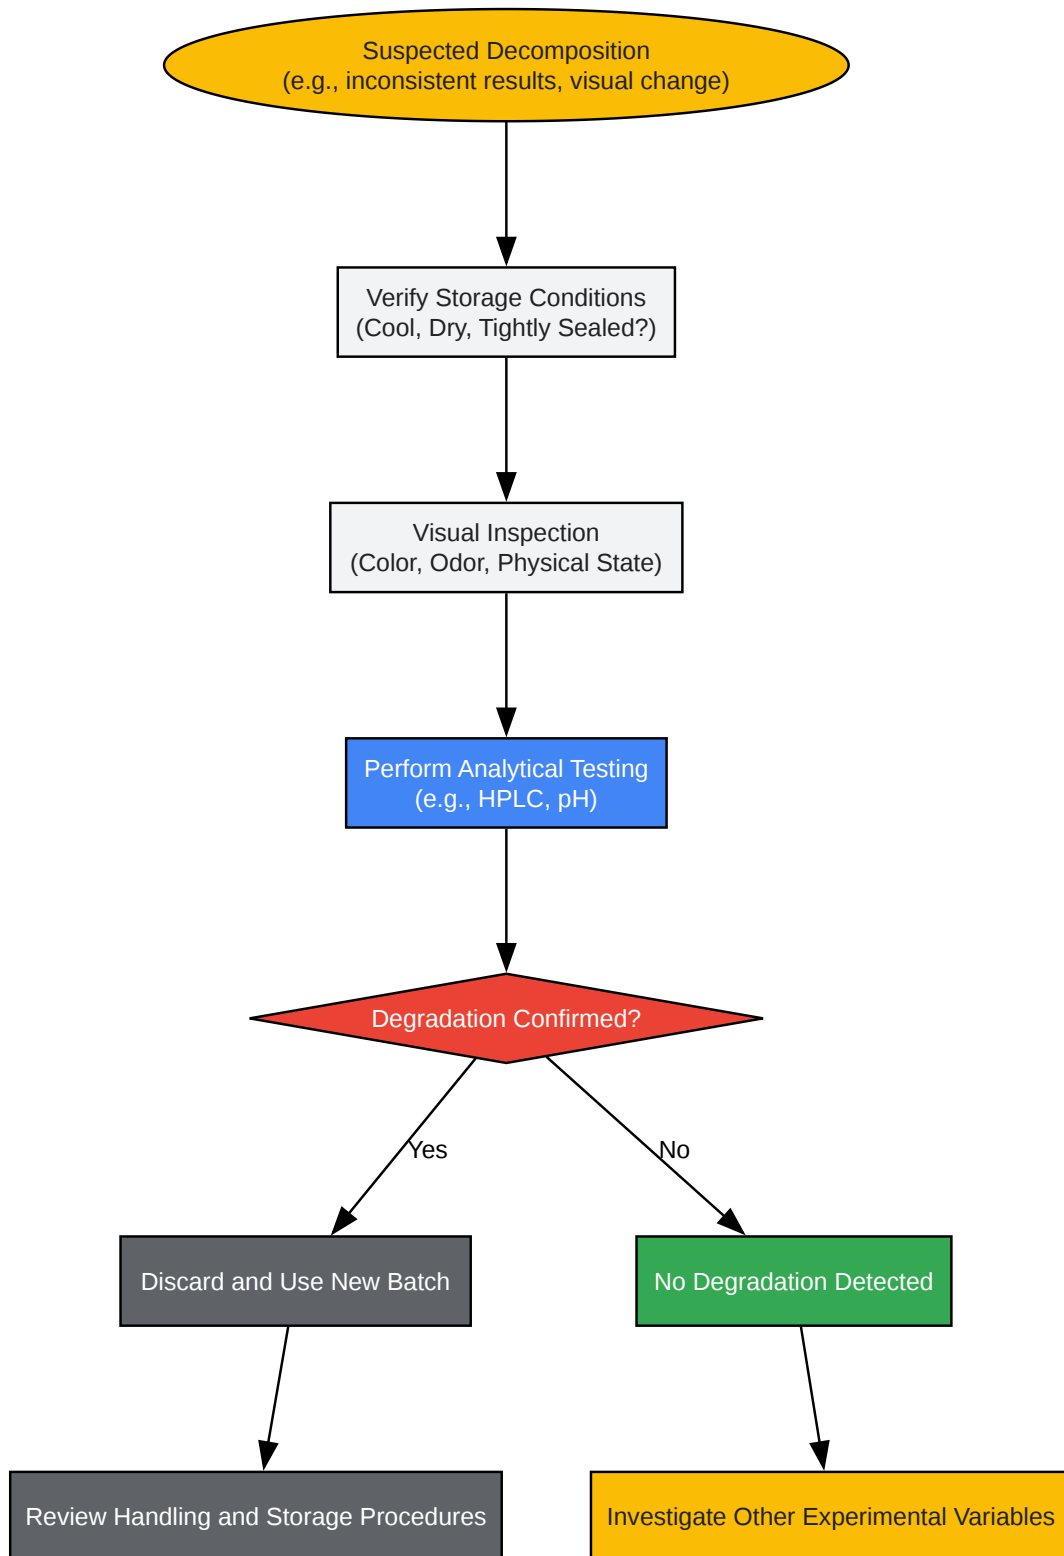 Suspected Decomposition
(e.g., inconsistent results, visual change)
Verify Storage Conditions
(Cool, Dry, Tightly Sealed?)
Visual Inspection
(Color, Odor, Physical State)
Perform Analytical Testing
(e.g., HPLC, pH)
Degradation Confirmed?
Yes
No
Discard and Use New Batch
No Degradation Detected
Review Handling and Storage Procedures
Investigate Other Experimental Variables